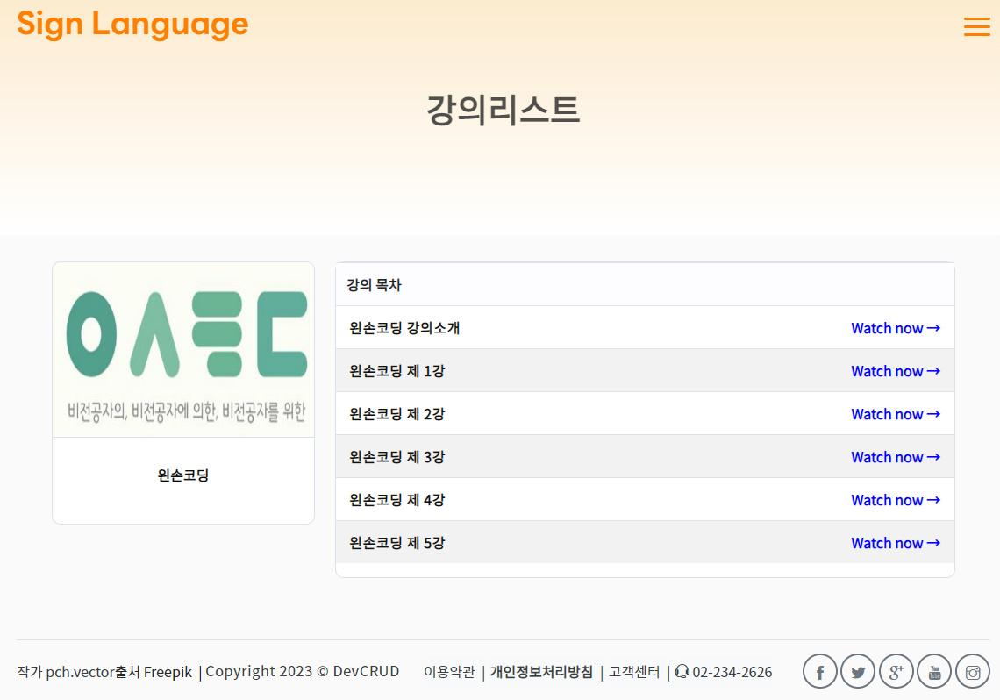 Sign Language
강의리스트
비전공자의, 비전공자에 의한, 비전공자를 위한
왼손코딩
강의 목차
왼손코딩 강의소개 Watch now →
왼손코딩 제 1강 Watch now →
왼손코딩 제 2강 Watch now →
왼손코딩 제 3강 Watch now →
왼손코딩 제 4강 Watch now →
왼손코딩 제 5강 Watch now →
작가 pch.vector출처 Freepik | Copyright 2023 © DevCRUD 이용약관 | 개인정보처리방침 | 고객센터 | 02-234-2626